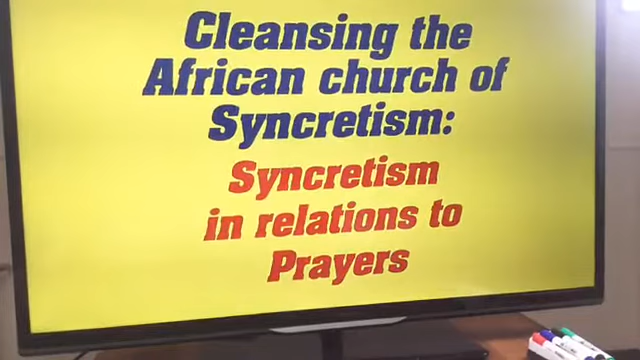 Cleansing the
African church of
Syncretism:
Syncretism
in relations to
Prayers